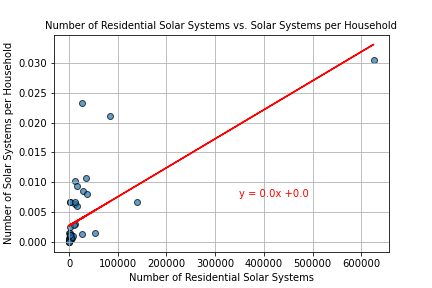 Number of Residential Solar Systems vs. Solar Systems per Household
Number of Solar Systems per Household
0.030
0.025
0.020
0.015
0.010
0.005
0.000
y = 0.0x +0.0
0 100000 200000 300000 400000 500000 600000
Number of Residential Solar Systems